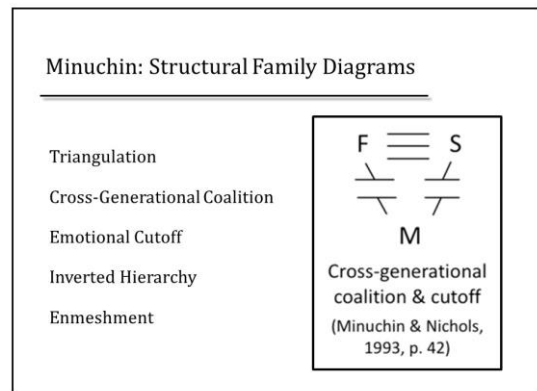 Minuchin: Structural Family Diagrams
Triangulation
Cross-Generational Coalition
Emotional Cutoff
Inverted Hierarchy
Enmeshment
F S
M
Cross-generational
coalition & cutoff
(Minuchin & Nichols,
1993, p. 42)